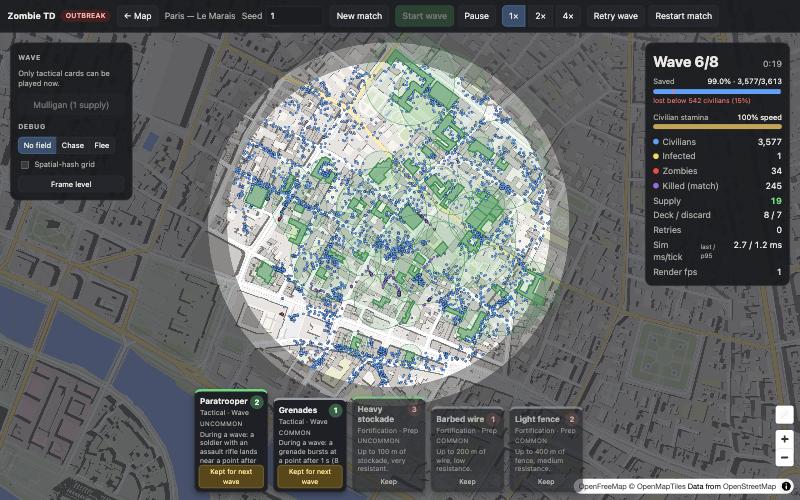 Zombie TD OUTBREAK ← Map Paris — Le Marais Seed 1 New match Start wave Pause 1× 2× 4× Retry wave Restart match
WAVE
Only tactical cards can be
played now.
Mulligan (1 supply)
DEBUG
No field Chase Flee
Spatial-hash grid
Frame level
Wave 6/8 0:19
Saved 99.0% · 3,577/3,613
lost below 542 civilians (15%)
Civilian stamina 100% speed
Civilians 3,577
Infected 1
Zombies 34
Killed (match) 245
Supply 19
Deck / discard 8 / 7
Retries 0
Sim ms/tick last / p95 2.7 / 1.2 ms
Render fps 1
Paratrooper 2
Tactical · Wave
UNCOMMON
During a wave: a
soldier with an
assault rifle lands
near a point after
Kept for next
wave
Grenades 1
Tactical · Wave
COMMON
During a wave: a
grenade bursts at
a point after 1 s (8
Kept for next
wave
Heavy
stockade 3
Fortification · Prep
UNCOMMON
Up to 100 m of
stockade, very
resistant.
Keep
Barbed wire 1
Fortification · Prep
COMMON
Up to 200 m of
wire, low
resistance.
Keep
Light fence 2
Fortification · Prep
COMMON
Up to 400 m of
fence, medium
resistance.
Keep
+
−
OpenFreeMap © OpenMapTiles Data from OpenStreetMap